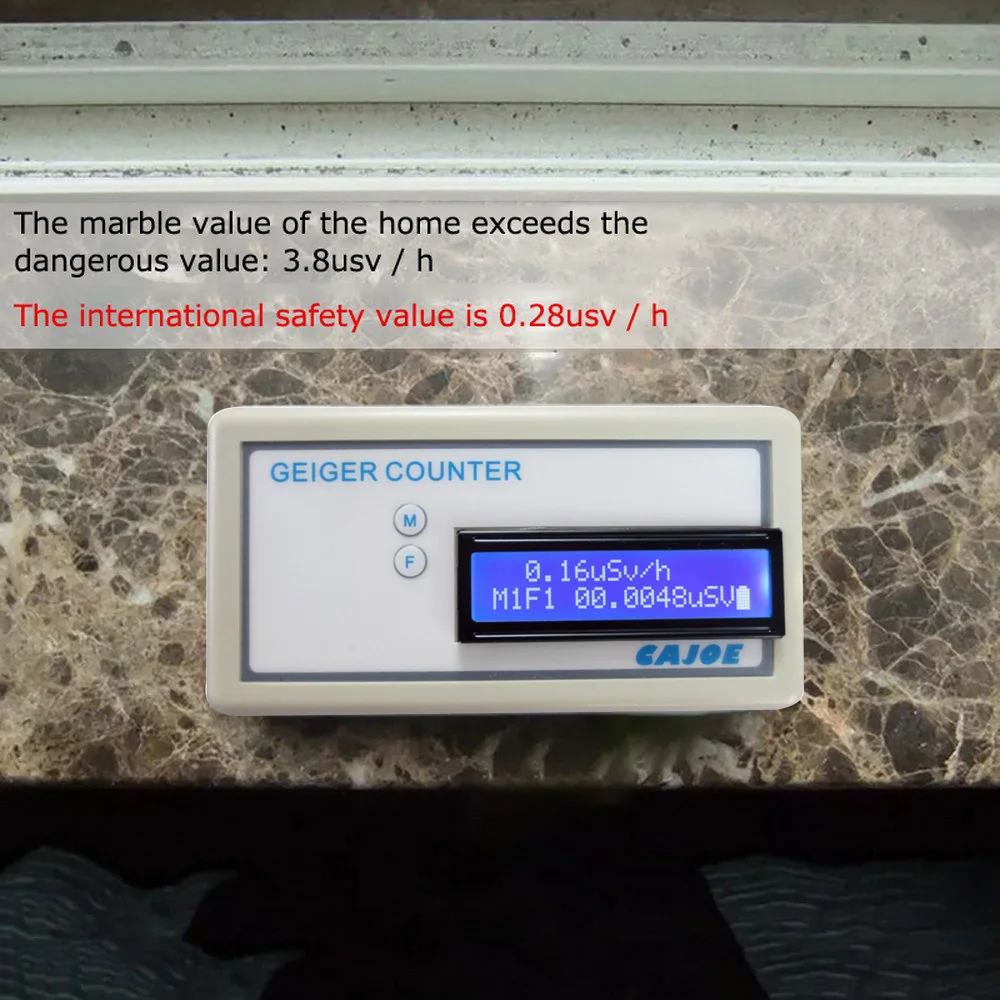 The marble value of the home exceeds the
dangerous value: 3.8usv / h
The international safety value is 0.28usv / h
GEIGER COUNTER
M
F
0.16uSv/h
M1F1 00.0048uSV
CAJOE